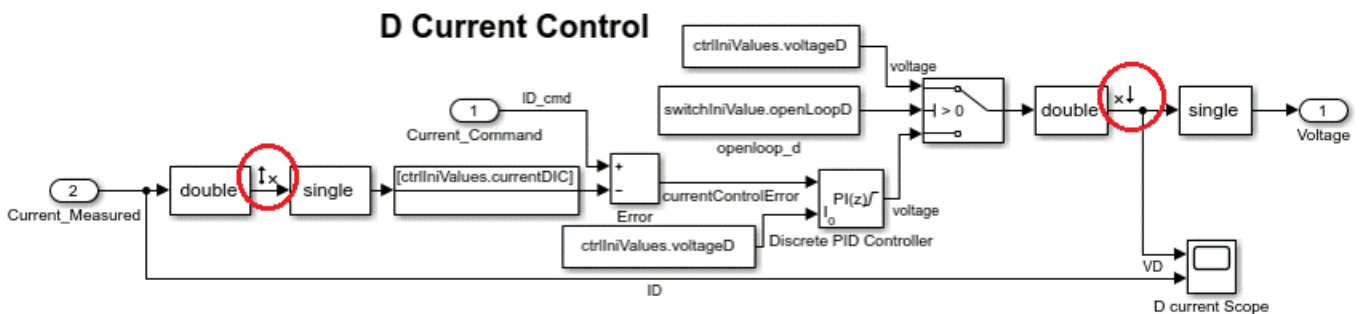 D Current Control
ctrlIniValues.voltageD
voltage
ID_cmd
1
Current_Command
switchIniValue.openLoopD
> 0
double
single
1
Voltage
openloop_d
2
Current_Measured
double
single
[ctrlIniValues.currentDIC]
+
−
Error
currentControlError
PI(z)
I₀
voltage
Discrete PID Controller
ctrlIniValues.voltageD
VD
ID
D current Scope